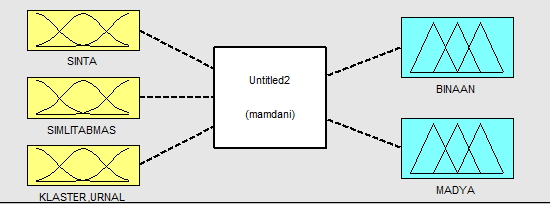 SINTA
SIMLITABMAS
KLASTER ,URNAL
Untitled2
(mamdani)
BINAAN
MADYA